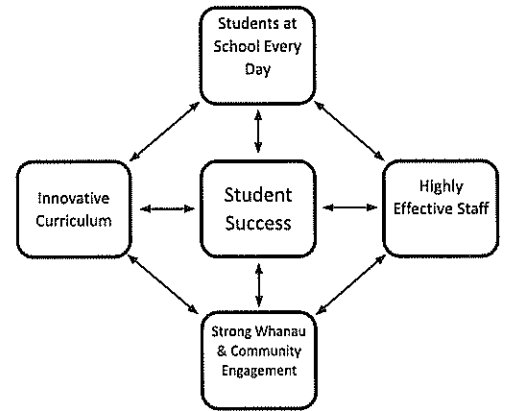 Students at
School Every
Day
Innovative
Curriculum
Student
Success
Highly
Effective Staff
Strong Whanau
& Community
Engagement